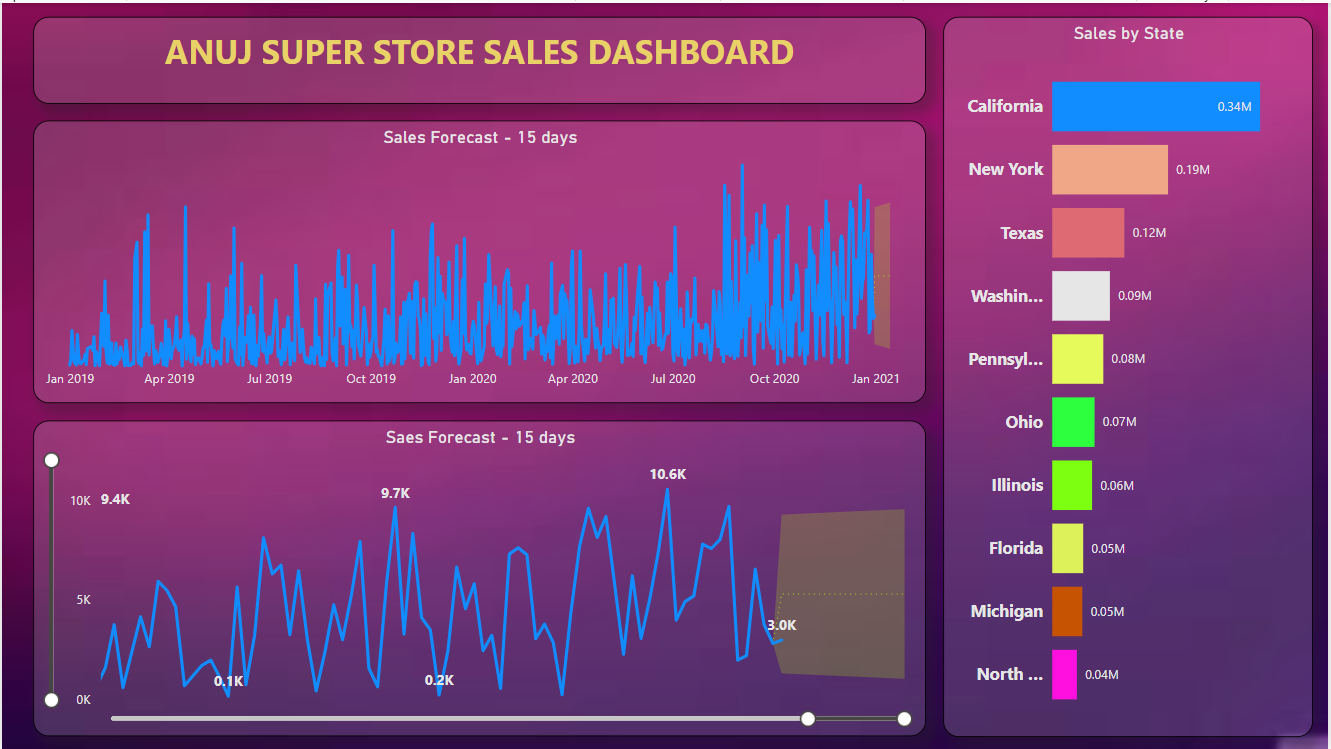 ANUJ SUPER STORE SALES DASHBOARD
Sales Forecast - 15 days
Jan 2019 Apr 2019 Jul 2019 Oct 2019 Jan 2020 Apr 2020 Jul 2020 Oct 2020 Jan 2021
Saes Forecast - 15 days
10K
5K
0K
9.4K
0.1K
9.7K
0.2K
10.6K
3.0K
Sales by State
California 0.34M
New York 0.19M
Texas 0.12M
Washin... 0.09M
Pennsyl... 0.08M
Ohio 0.07M
Illinois 0.06M
Florida 0.05M
Michigan 0.05M
North ... 0.04M